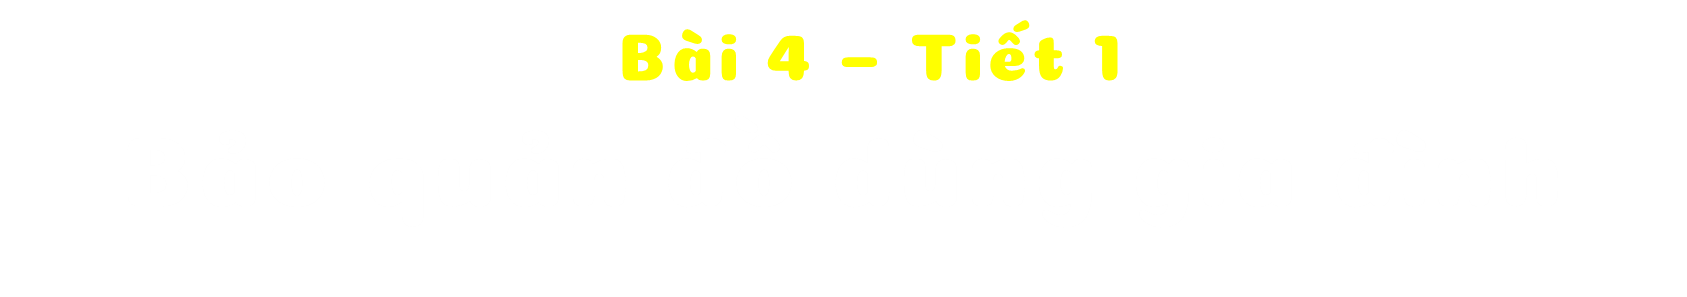 Bài 4 – Tiết 1